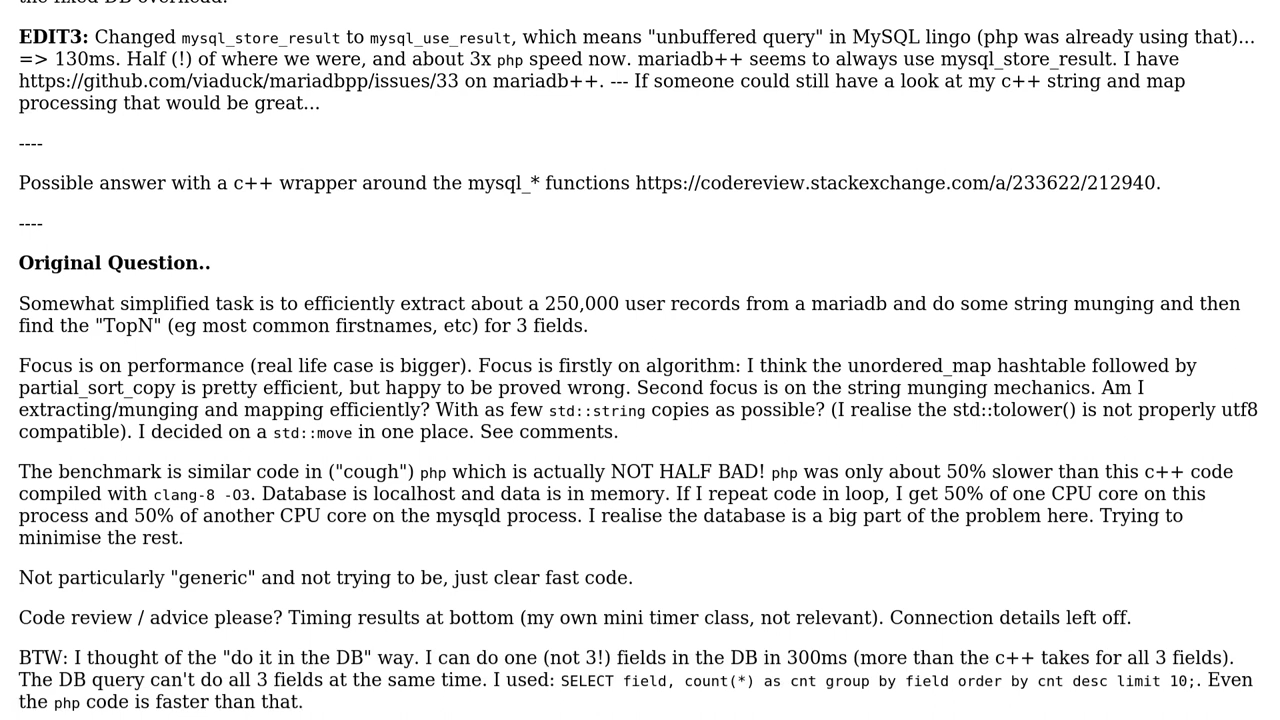 the fixed DB overhead.
EDIT3: Changed mysql_store_result to mysql_use_result, which means "unbuffered query" in MySQL lingo (php was already using that)...
=> 130ms. Half (!) of where we were, and about 3x php speed now. mariadb++ seems to always use mysql_store_result. I have
https://github.com/viaduck/mariadbpp/issues/33 on mariadb++. --- If someone could still have a look at my c++ string and map
processing that would be great...
----
Possible answer with a c++ wrapper around the mysql_* functions https://codereview.stackexchange.com/a/233622/212940.
----
Original Question..
Somewhat simplified task is to efficiently extract about a 250,000 user records from a mariadb and do some string munging and then
find the "TopN" (eg most common firstnames, etc) for 3 fields.
Focus is on performance (real life case is bigger). Focus is firstly on algorithm: I think the unordered_map hashtable followed by
partial_sort_copy is pretty efficient, but happy to be proved wrong. Second focus is on the string munging mechanics. Am I
extracting/munging and mapping efficiently? With as few std::string copies as possible? (I realise the std::tolower() is not properly utf8
compatible). I decided on a std::move in one place. See comments.
The benchmark is similar code in ("cough") php which is actually NOT HALF BAD! php was only about 50% slower than this c++ code
compiled with clang-8 -O3. Database is localhost and data is in memory. If I repeat code in loop, I get 50% of one CPU core on this
process and 50% of another CPU core on the mysqld process. I realise the database is a big part of the problem here. Trying to
minimise the rest.
Not particularly "generic" and not trying to be, just clear fast code.
Code review / advice please? Timing results at bottom (my own mini timer class, not relevant). Connection details left off.
BTW: I thought of the "do it in the DB" way. I can do one (not 3!) fields in the DB in 300ms (more than the c++ takes for all 3 fields).
The DB query can't do all 3 fields at the same time. I used: SELECT field, count(*) as cnt group by field order by cnt desc limit 10;. Even
the php code is faster than that.